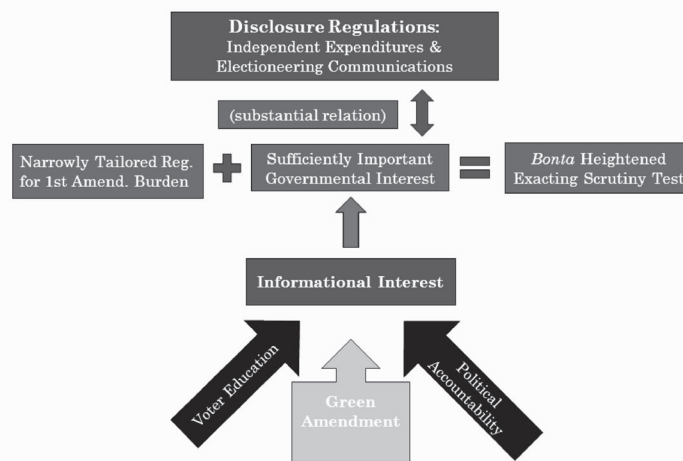 Disclosure Regulations:
Independent Expenditures &
Electioneering Communications
(substantial relation)
Narrowly Tailored Reg.
for 1st Amend. Burden
Sufficiently Important
Governmental Interest
Bonta Heightened
Exacting Scrutiny Test
Informational Interest
Voter Education
Green
Amendment
Political
Accountability